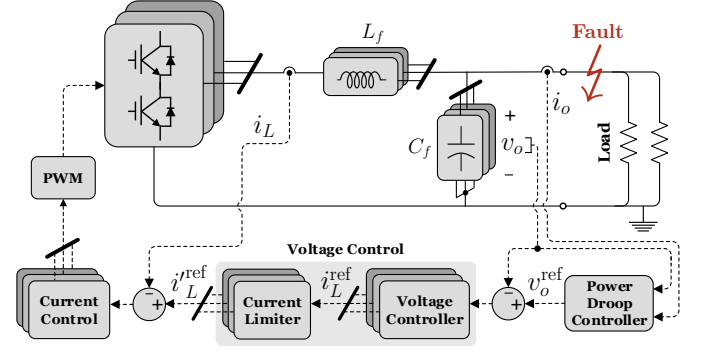 L_f
Fault
i_L
i_o
C_f
+
v_o
−
Load
PWM
Voltage Control
i'_L^ref
i_L^ref
v_o^ref
Current
Control
−
+
Current
Limiter
Voltage
Controller
−
+
Power
Droop
Controller